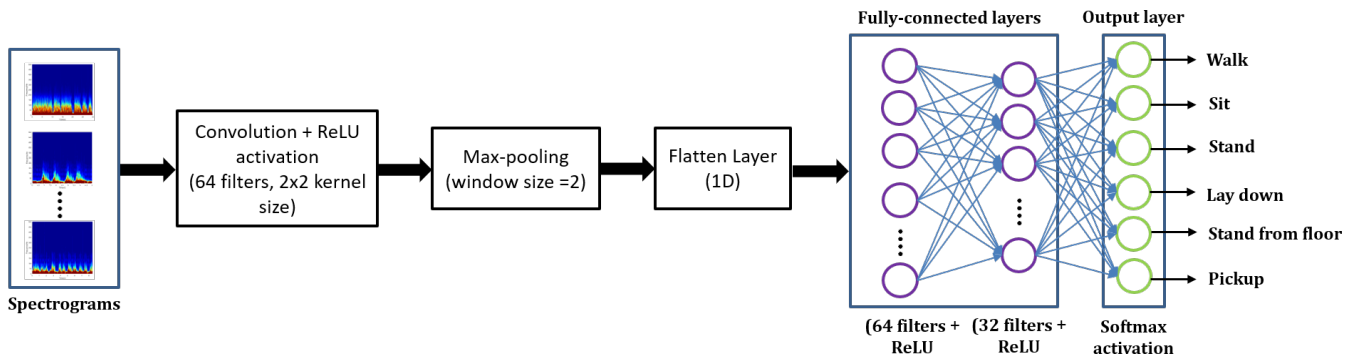 Spectrograms
Convolution + ReLU
activation
(64 filters, 2x2 kernel
size)
Max-pooling
(window size =2)
Flatten Layer
(1D)
Fully-connected layers
(64 filters +
ReLU
(32 filters +
ReLU
Output layer
Softmax
activation
Walk
Sit
Stand
Lay down
Stand from floor
Pickup